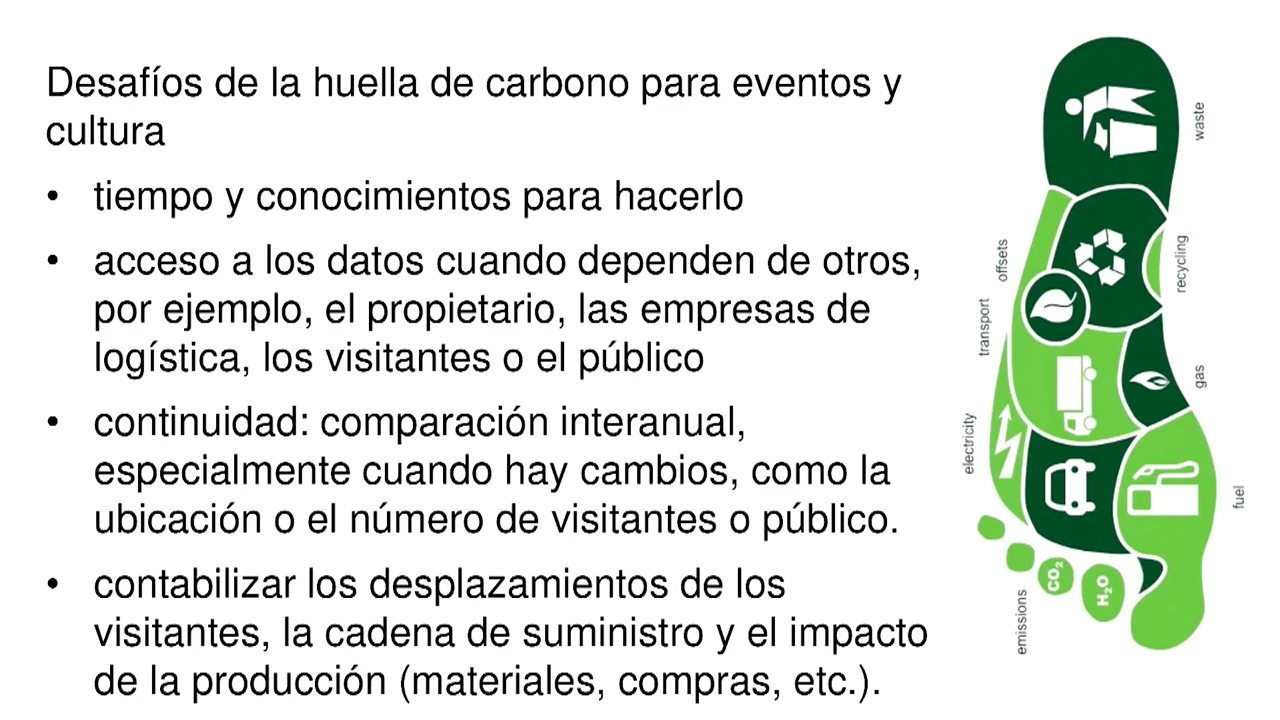 Desafíos de la huella de carbono para eventos y
cultura
• tiempo y conocimientos para hacerlo
• acceso a los datos cuando dependen de otros,
por ejemplo, el propietario, las empresas de
logística, los visitantes o el público
• continuidad: comparación interanual,
especialmente cuando hay cambios, como la
ubicación o el número de visitantes o público.
• contabilizar los desplazamientos de los
visitantes, la cadena de suministro y el impacto
de la producción (materiales, compras, etc.).
waste
recycling
offsets
transport
gas
electricity
fuel
CO₂
H₂O
emissions